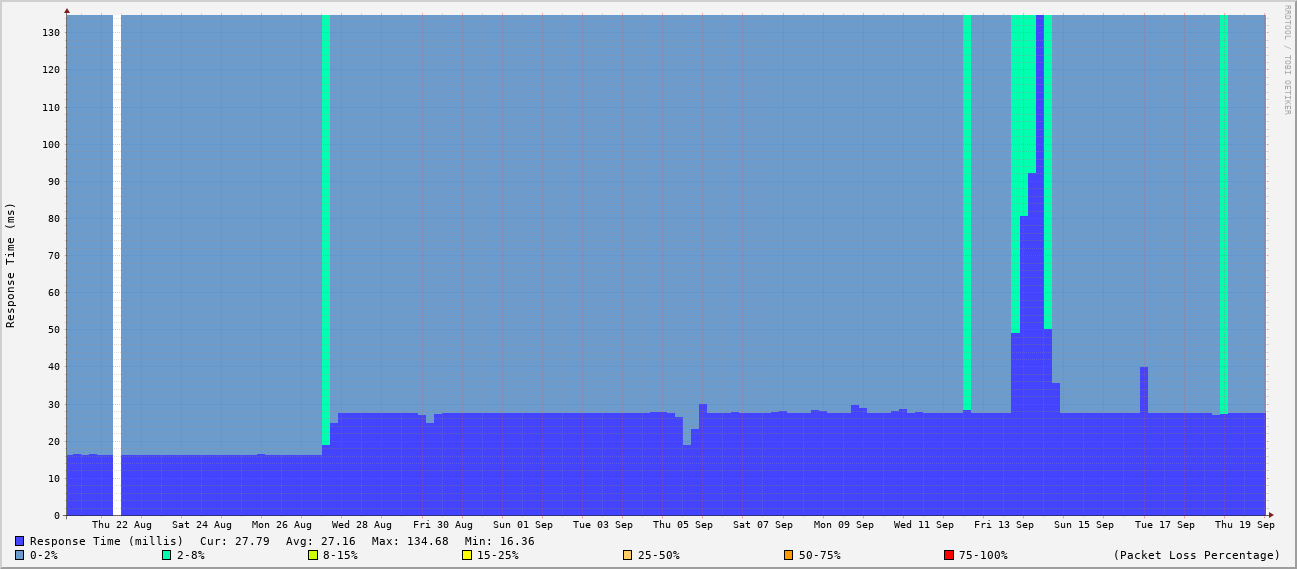 RRDTOOL / TOBI OETIKER
Response Time (ms)
130
120
110
100
90
80
70
60
50
40
30
20
10
0
Thu 22 Aug Sat 24 Aug Mon 26 Aug Wed 28 Aug Fri 30 Aug Sun 01 Sep Tue 03 Sep Thu 05 Sep Sat 07 Sep Mon 09 Sep Wed 11 Sep Fri 13 Sep Sun 15 Sep Tue 17 Sep Thu 19 Sep
Response Time (millis) Cur: 27.79 Avg: 27.16 Max: 134.68 Min: 16.36
0-2% 2-8% 8-15% 15-25% 25-50% 50-75% 75-100% (Packet Loss Percentage)